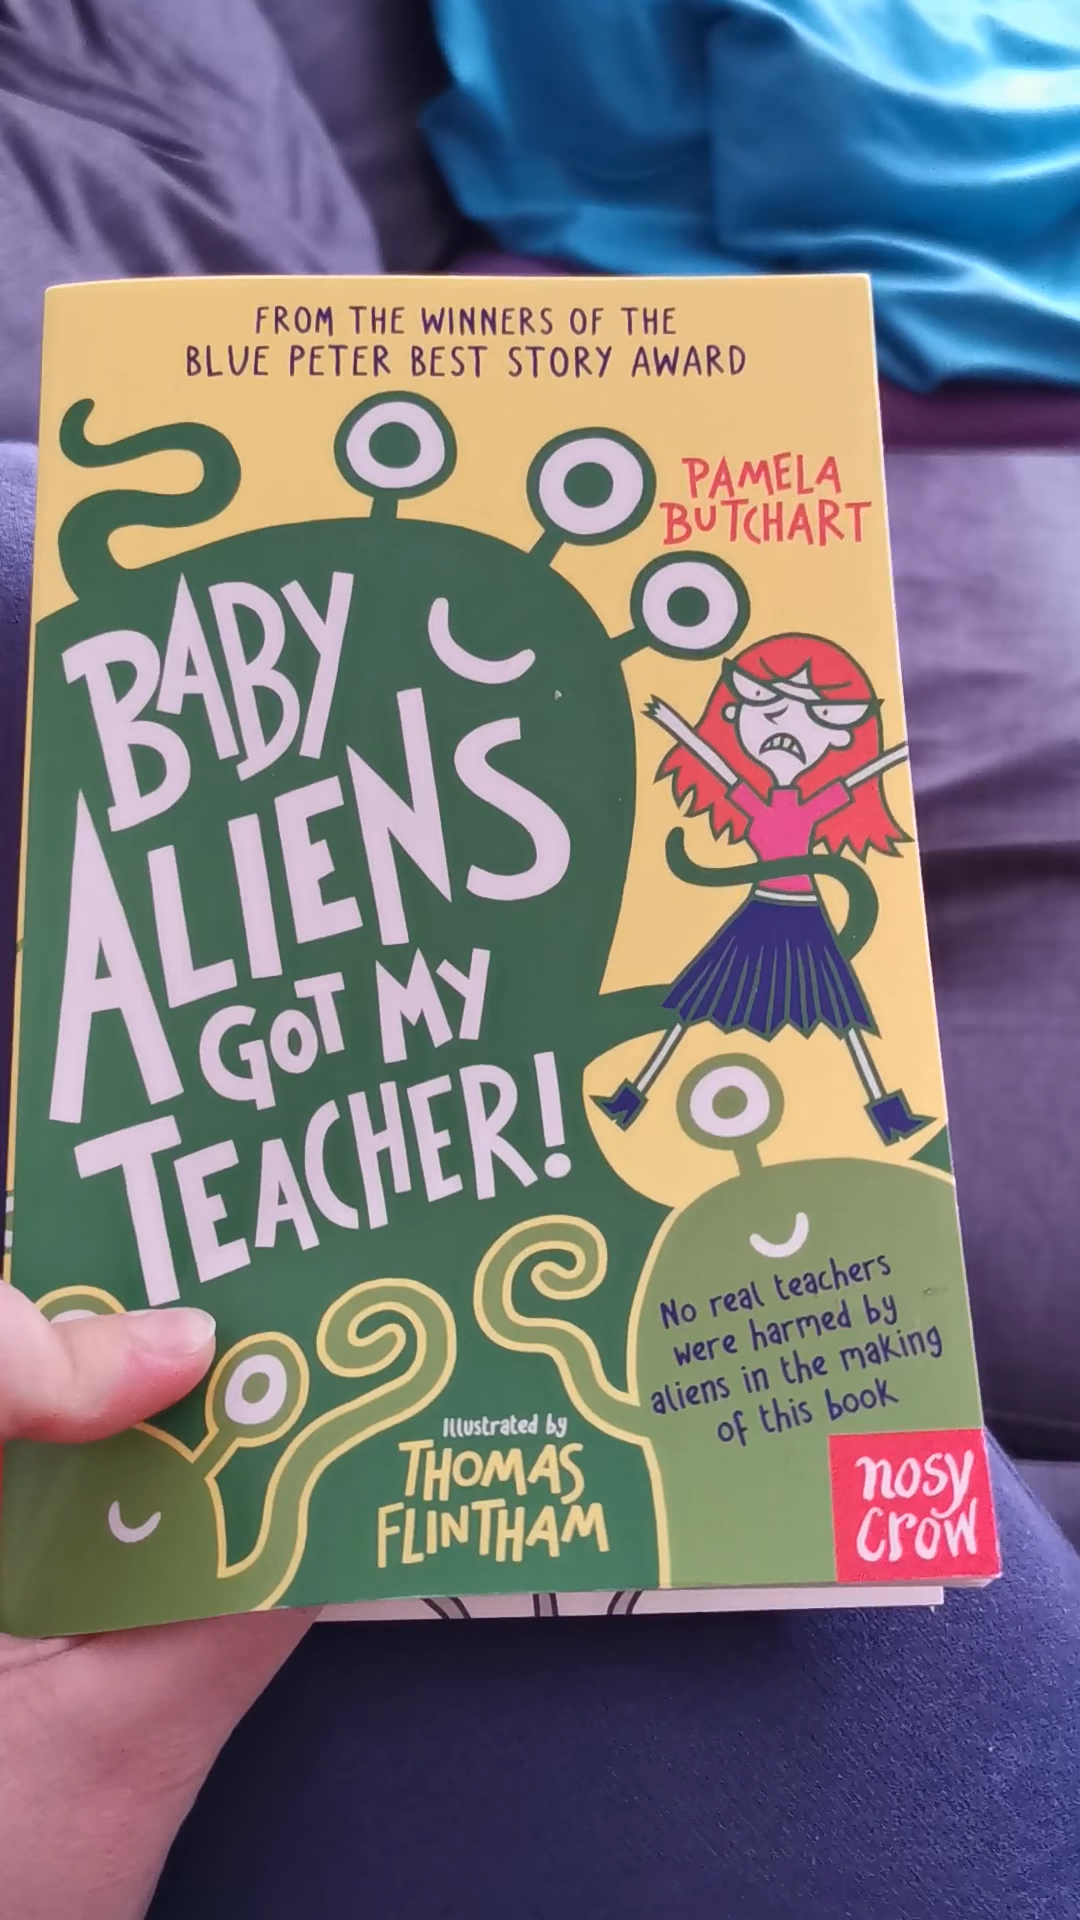 FROM THE WINNERS OF THE
BLUE PETER BEST STORY AWARD
PAMELA
BUTCHART
BABY
ALIENS
GOT MY
TEACHER!
No real teachers
were harmed by
aliens in the making
of this book
Illustrated by
THOMAS
FLINTHAM
nosy
crow